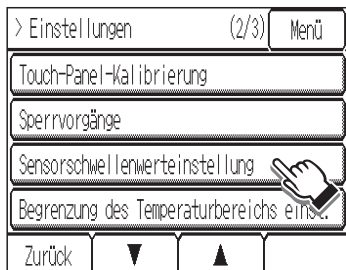 > Einstellungen (2/3) Menü
Touch-Panel-Kalibrierung
Sperrvorgänge
Sensorschwellenwerteinstellung
Begrenzung des Temperaturbereichs einst.
Zurück ▼ ▲